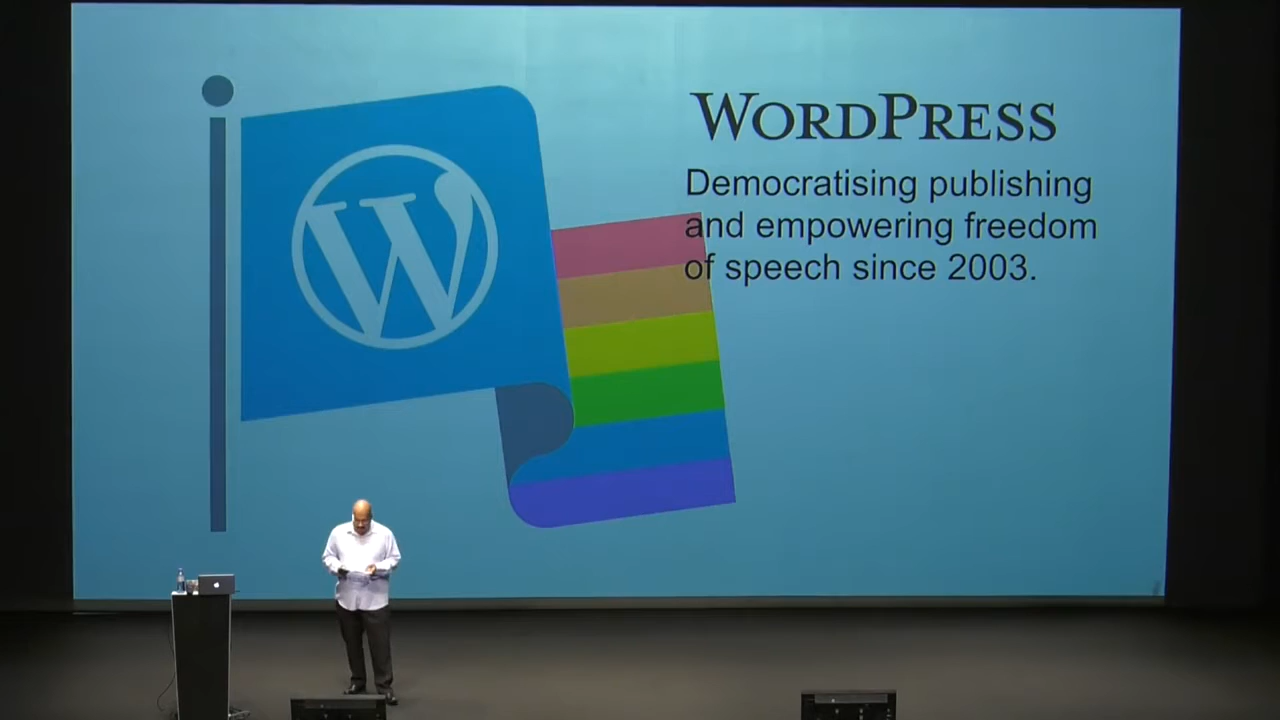 W
WORDPRESS
Democratising publishing
and empowering freedom
of speech since 2003.